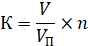 К = V / V_П × n